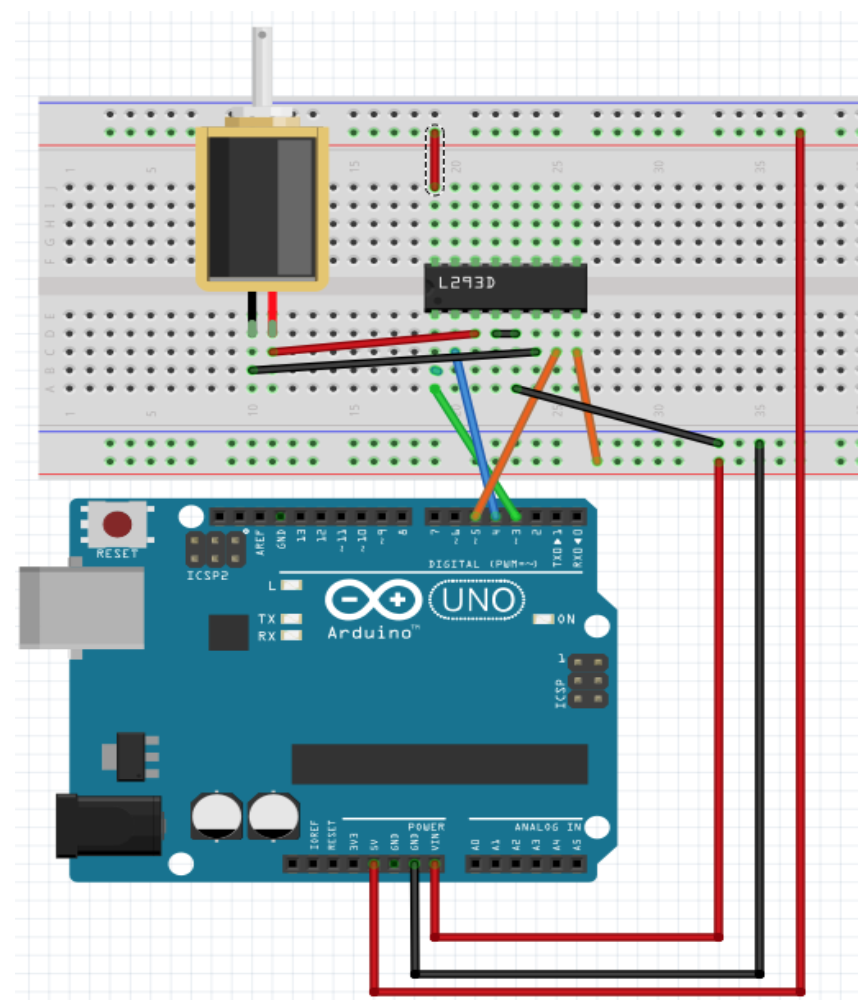 1 5 15 20 25 30 35
J
I
H
G
F
L293D
E
D
C
B
A
1 5 10 15 20 25 30 35
RESET
ICSP2
AREF
GND
13
12
~11
~10
~9
8
7
~6
~5
4
~3
2
TXD▶1
RXD◀0
DIGITAL (PWM=~)
L
TX
RX
UNO
Arduino™
ON
1
ICSP
POWER
ANALOG IN
IOREF
RESET
3V3
5V
GND
GND
VIN
A0
A1
A2
A3
A4
A5